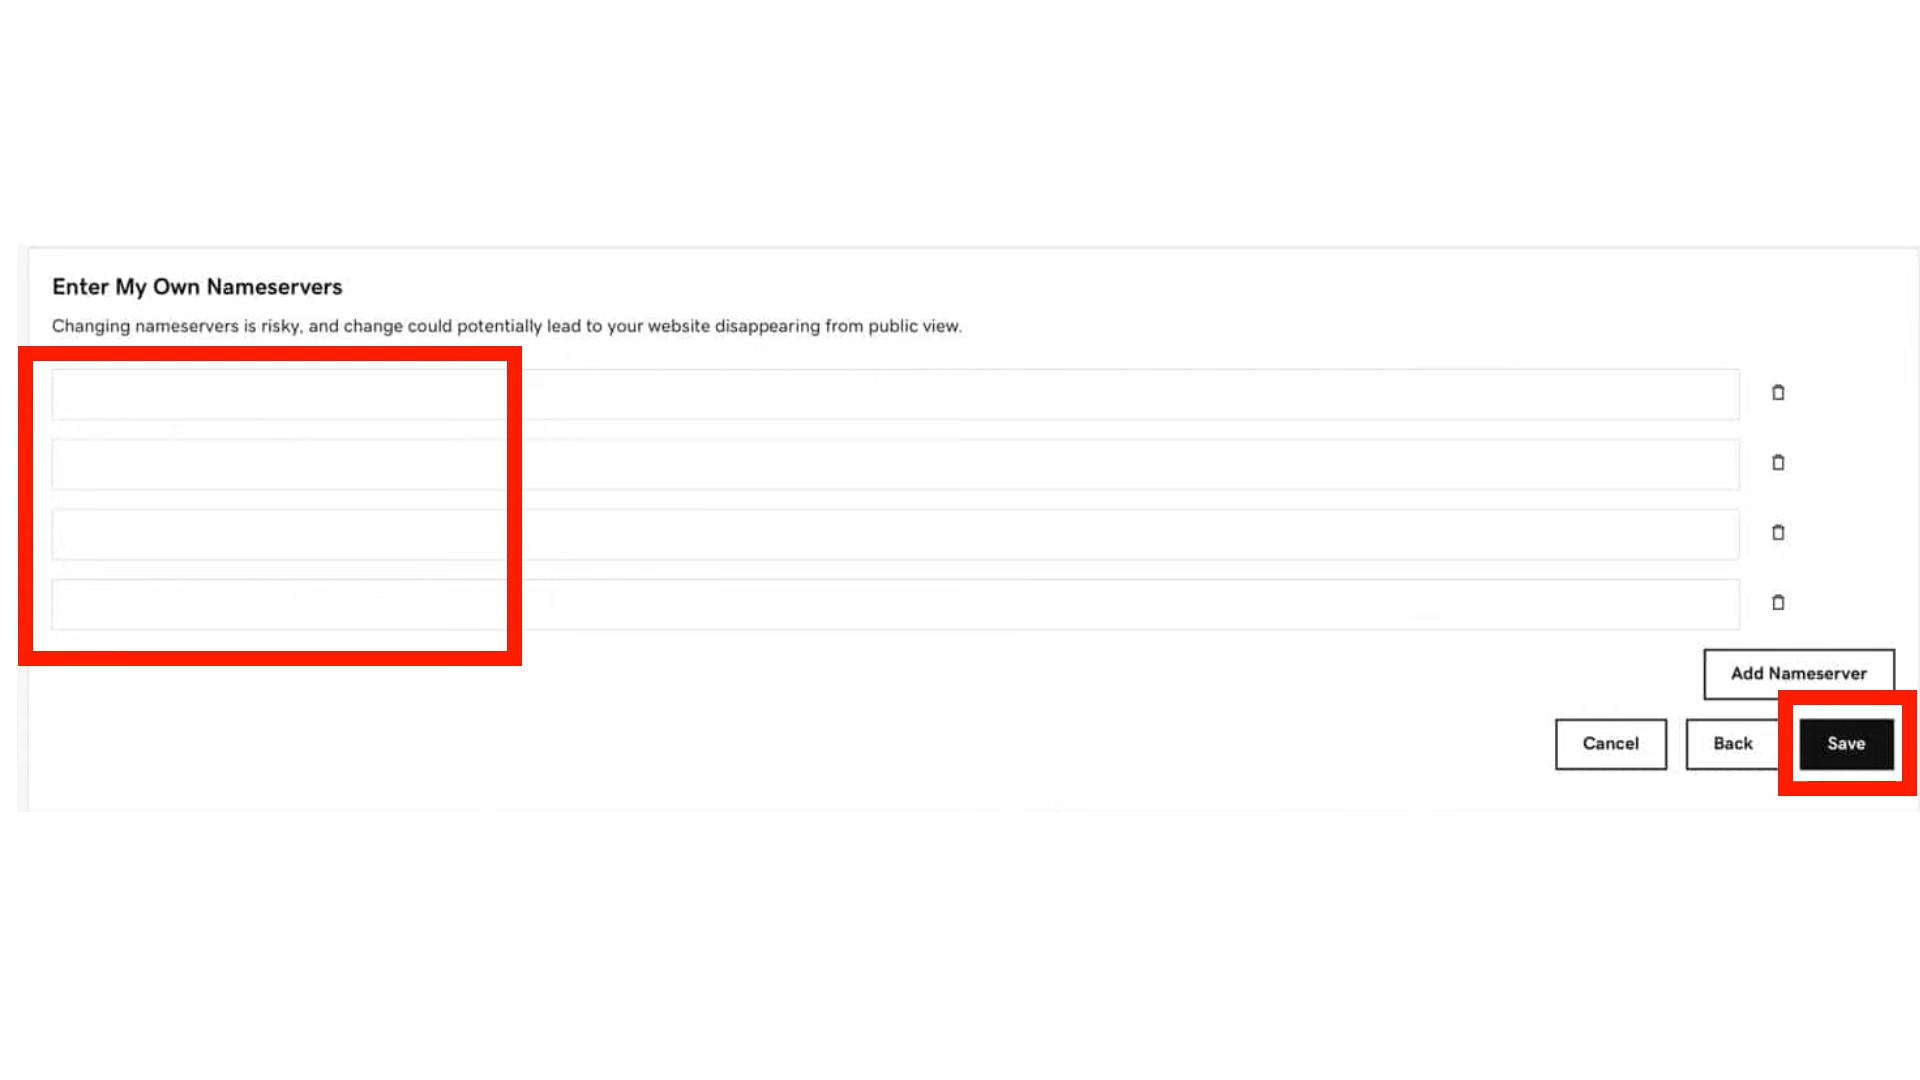 Enter My Own Nameservers
Changing nameservers is risky, and change could potentially lead to your website disappearing from public view.
Add Nameserver
Cancel
Back
Save